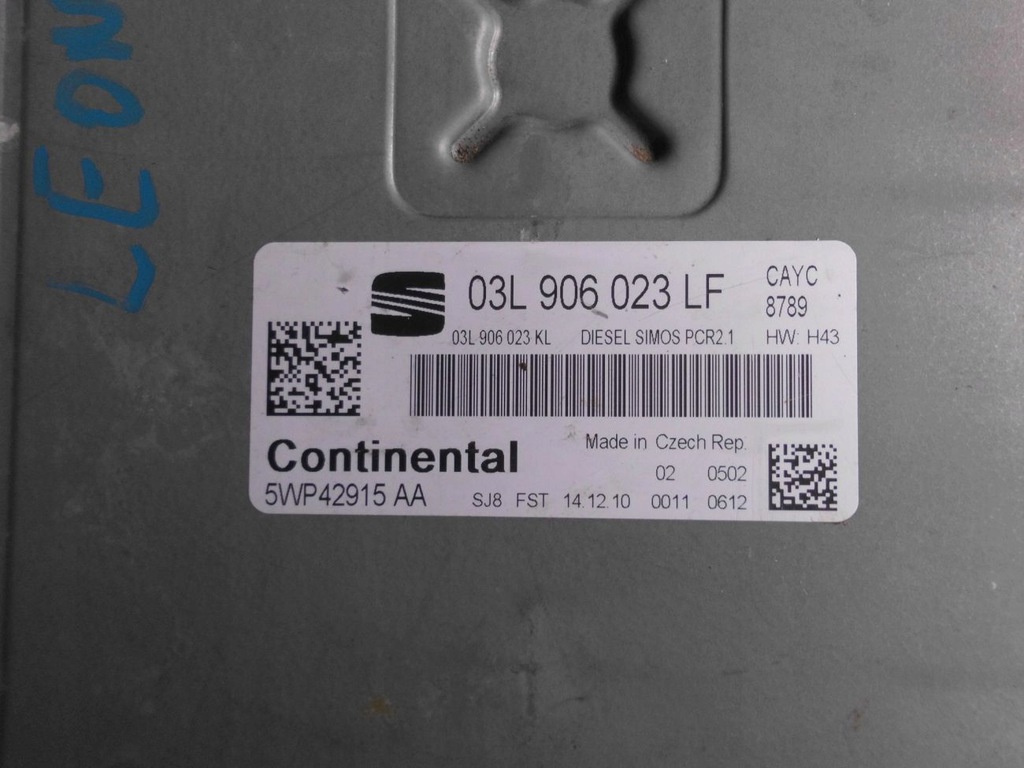 LEON
03L 906 023 LF
CAYC
8789
03L 906 023 KL DIESEL SIMOS PCR2.1 HW: H43
Continental
Made in Czech Rep.
02 0502
5WP42915 AA
SJ8 FST 14.12.10 0011 0612